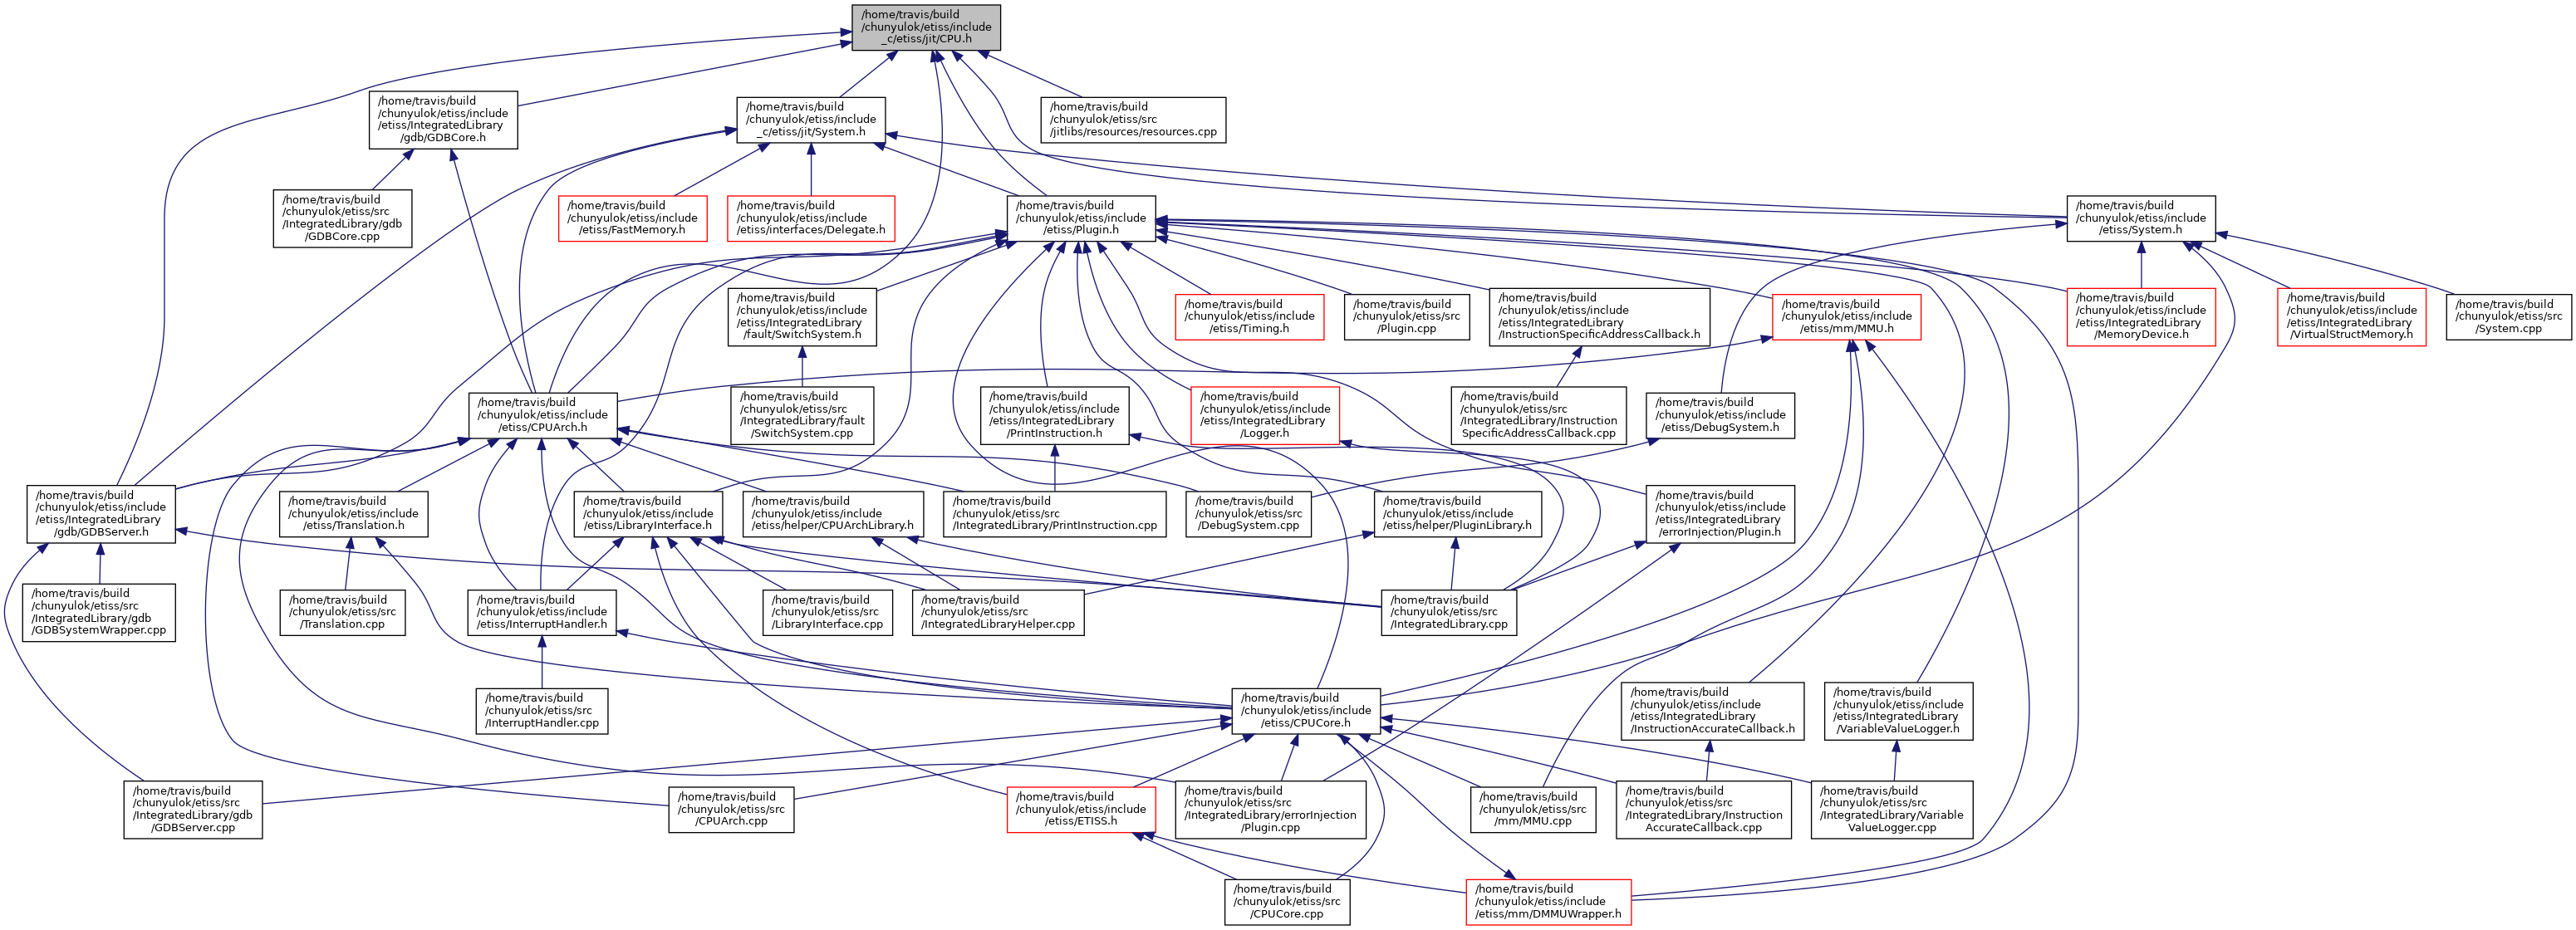 /home/travis/build
/chunyulok/etiss/include
_c/etiss/jit/CPU.h
/home/travis/build
/chunyulok/etiss/include
/etiss/IntegratedLibrary
/gdb/GDBCore.h
/home/travis/build
/chunyulok/etiss/include
_c/etiss/jit/System.h
/home/travis/build
/chunyulok/etiss/src
/jitlibs/resources/resources.cpp
/home/travis/build
/chunyulok/etiss/src
/IntegratedLibrary/gdb
/GDBCore.cpp
/home/travis/build
/chunyulok/etiss/include
/etiss/FastMemory.h
/home/travis/build
/chunyulok/etiss/include
/etiss/interfaces/Delegate.h
/home/travis/build
/chunyulok/etiss/include
/etiss/Plugin.h
/home/travis/build
/chunyulok/etiss/include
/etiss/System.h
/home/travis/build
/chunyulok/etiss/include
/etiss/IntegratedLibrary
/fault/SwitchSystem.h
/home/travis/build
/chunyulok/etiss/include
/etiss/Timing.h
/home/travis/build
/chunyulok/etiss/src
/Plugin.cpp
/home/travis/build
/chunyulok/etiss/include
/etiss/IntegratedLibrary
/InstructionSpecificAddressCallback.h
/home/travis/build
/chunyulok/etiss/include
/etiss/mm/MMU.h
/home/travis/build
/chunyulok/etiss/include
/etiss/IntegratedLibrary
/MemoryDevice.h
/home/travis/build
/chunyulok/etiss/include
/etiss/IntegratedLibrary
/VirtualStructMemory.h
/home/travis/build
/chunyulok/etiss/src
/System.cpp
/home/travis/build
/chunyulok/etiss/include
/etiss/CPUArch.h
/home/travis/build
/chunyulok/etiss/src
/IntegratedLibrary/fault
/SwitchSystem.cpp
/home/travis/build
/chunyulok/etiss/include
/etiss/IntegratedLibrary
/PrintInstruction.h
/home/travis/build
/chunyulok/etiss/include
/etiss/IntegratedLibrary
/Logger.h
/home/travis/build
/chunyulok/etiss/src
/IntegratedLibrary/Instruction
SpecificAddressCallback.cpp
/home/travis/build
/chunyulok/etiss/include
/etiss/DebugSystem.h
/home/travis/build
/chunyulok/etiss/include
/etiss/IntegratedLibrary
/gdb/GDBServer.h
/home/travis/build
/chunyulok/etiss/include
/etiss/Translation.h
/home/travis/build
/chunyulok/etiss/include
/etiss/LibraryInterface.h
/home/travis/build
/chunyulok/etiss/include
/etiss/helper/CPUArchLibrary.h
/home/travis/build
/chunyulok/etiss/src
/IntegratedLibrary/PrintInstruction.cpp
/home/travis/build
/chunyulok/etiss/src
/DebugSystem.cpp
/home/travis/build
/chunyulok/etiss/include
/etiss/helper/PluginLibrary.h
/home/travis/build
/chunyulok/etiss/include
/etiss/IntegratedLibrary
/errorInjection/Plugin.h
/home/travis/build
/chunyulok/etiss/src
/IntegratedLibrary/gdb
/GDBSystemWrapper.cpp
/home/travis/build
/chunyulok/etiss/src
/Translation.cpp
/home/travis/build
/chunyulok/etiss/include
/etiss/InterruptHandler.h
/home/travis/build
/chunyulok/etiss/src
/LibraryInterface.cpp
/home/travis/build
/chunyulok/etiss/src
/IntegratedLibraryHelper.cpp
/home/travis/build
/chunyulok/etiss/src
/IntegratedLibrary.cpp
/home/travis/build
/chunyulok/etiss/src
/InterruptHandler.cpp
/home/travis/build
/chunyulok/etiss/include
/etiss/CPUCore.h
/home/travis/build
/chunyulok/etiss/include
/etiss/IntegratedLibrary
/InstructionAccurateCallback.h
/home/travis/build
/chunyulok/etiss/include
/etiss/IntegratedLibrary
/VariableValueLogger.h
/home/travis/build
/chunyulok/etiss/src
/IntegratedLibrary/gdb
/GDBServer.cpp
/home/travis/build
/chunyulok/etiss/src
/CPUArch.cpp
/home/travis/build
/chunyulok/etiss/include
/etiss/ETISS.h
/home/travis/build
/chunyulok/etiss/src
/IntegratedLibrary/errorInjection
/Plugin.cpp
/home/travis/build
/chunyulok/etiss/src
/mm/MMU.cpp
/home/travis/build
/chunyulok/etiss/src
/IntegratedLibrary/Instruction
AccurateCallback.cpp
/home/travis/build
/chunyulok/etiss/src
/IntegratedLibrary/Variable
ValueLogger.cpp
/home/travis/build
/chunyulok/etiss/src
/CPUCore.cpp
/home/travis/build
/chunyulok/etiss/include
/etiss/mm/DMMUWrapper.h